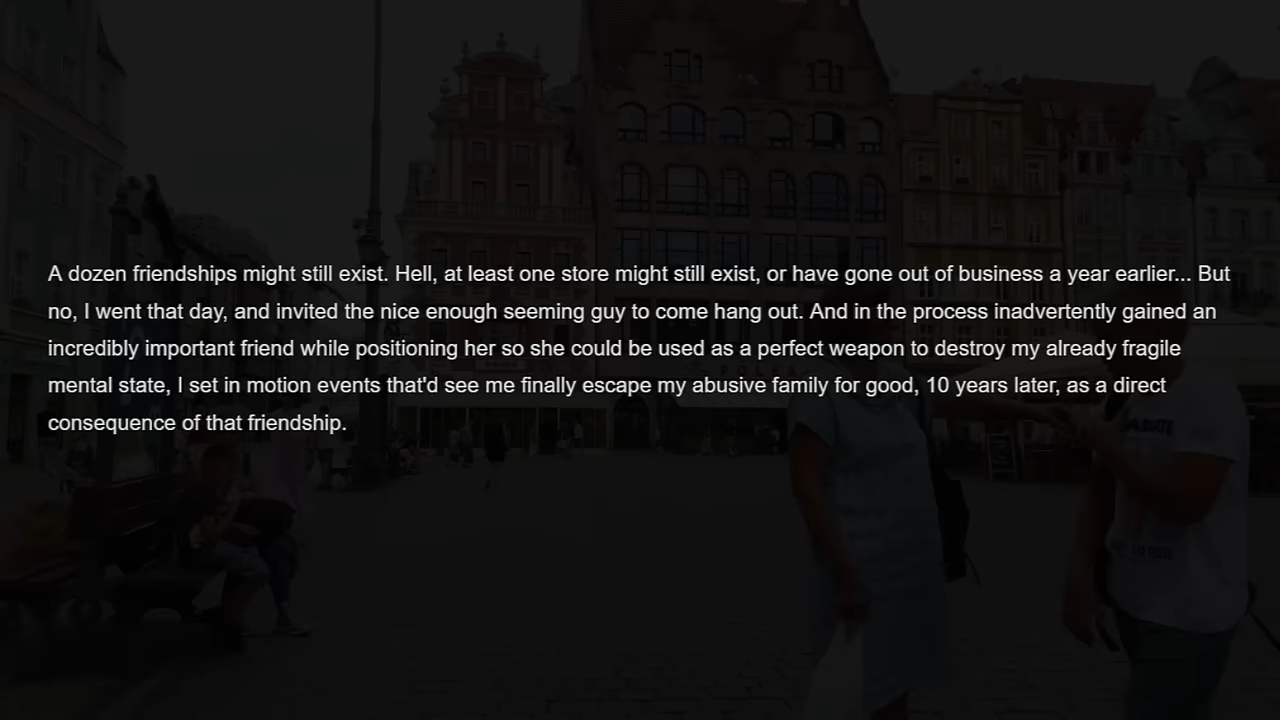 A dozen friendships might still exist. Hell, at least one store might still exist, or have gone out of business a year earlier... But
no, I went that day, and invited the nice enough seeming guy to come hang out. And in the process inadvertently gained an
incredibly important friend while positioning her so she could be used as a perfect weapon to destroy my already fragile
mental state, I set in motion events that'd see me finally escape my abusive family for good, 10 years later, as a direct
consequence of that friendship.